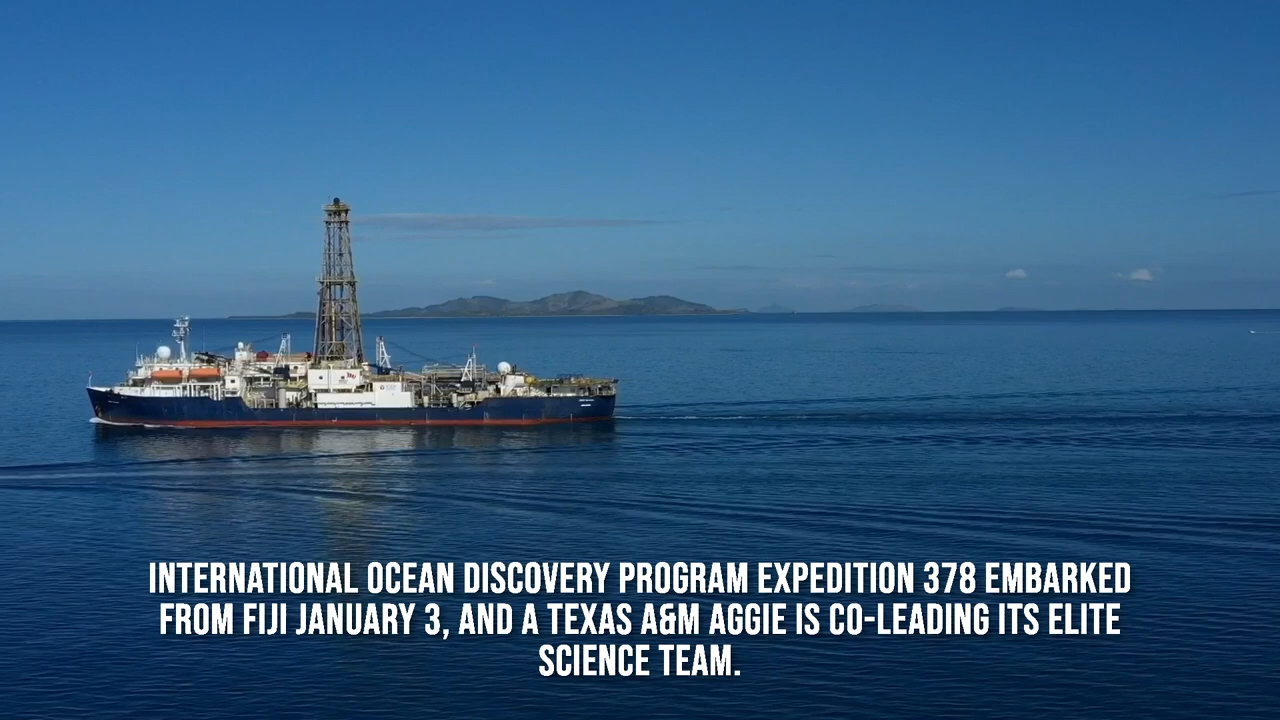 INTERNATIONAL OCEAN DISCOVERY PROGRAM EXPEDITION 378 EMBARKED
FROM FIJI JANUARY 3, AND A TEXAS A&M AGGIE IS CO-LEADING ITS ELITE
SCIENCE TEAM.